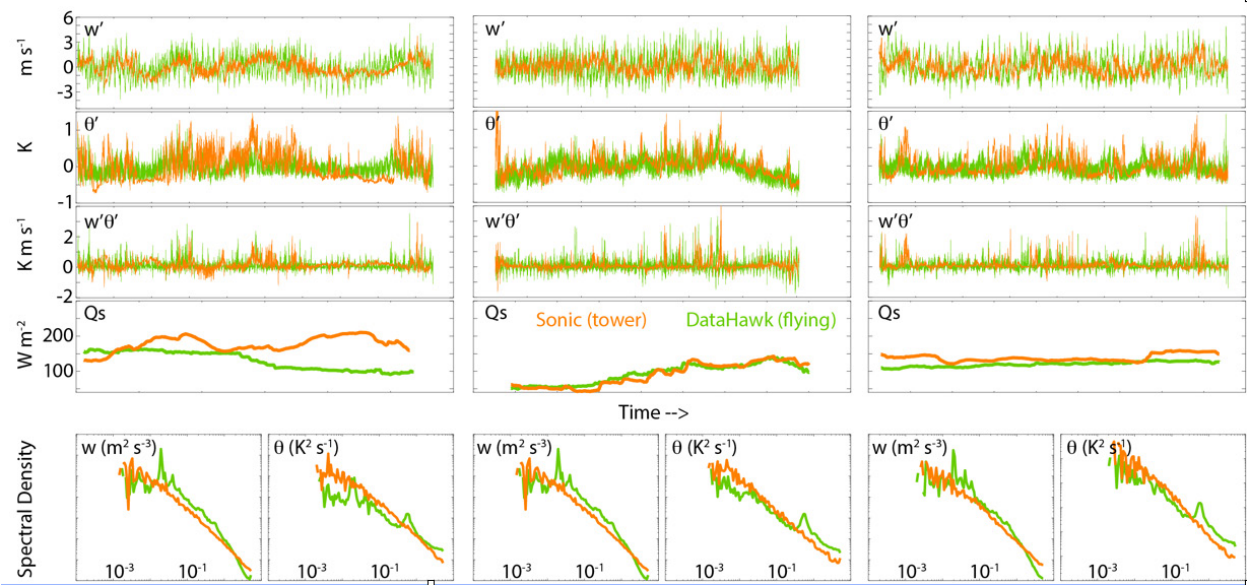 w′ w′ w′
6
3
0
-3
m s⁻¹
θ′ θ′ θ′
1
0
-1
K
w′θ′ w′θ′ w′θ′
2
0
-2
K m s⁻¹
Qs Qs Qs
Sonic (tower) DataHawk (flying)
200
100
W m⁻²
Time -->
w (m² s⁻³) θ (K² s⁻¹) w (m² s⁻³) θ (K² s⁻¹) w (m² s⁻³) θ (K² s⁻¹)
Spectral Density
10⁻³ 10⁻¹ 10⁻³ 10⁻¹ 10⁻³ 10⁻¹ 10⁻³ 10⁻¹ 10⁻³ 10⁻¹ 10⁻³ 10⁻¹